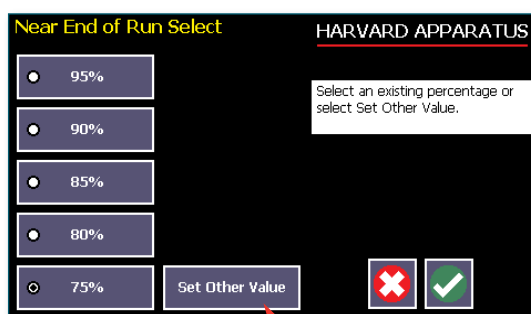 Near End of Run Select
HARVARD APPARATUS
95%
90%
85%
80%
75%
Set Other Value
Select an existing percentage or
select Set Other Value.